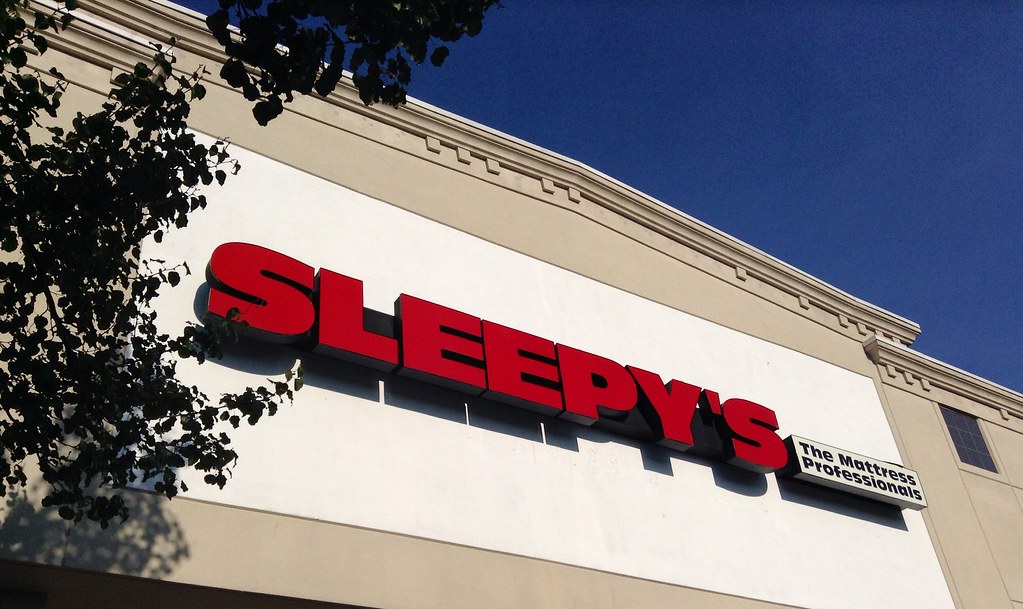 SLEEPY'S
The Mattress
Professionals